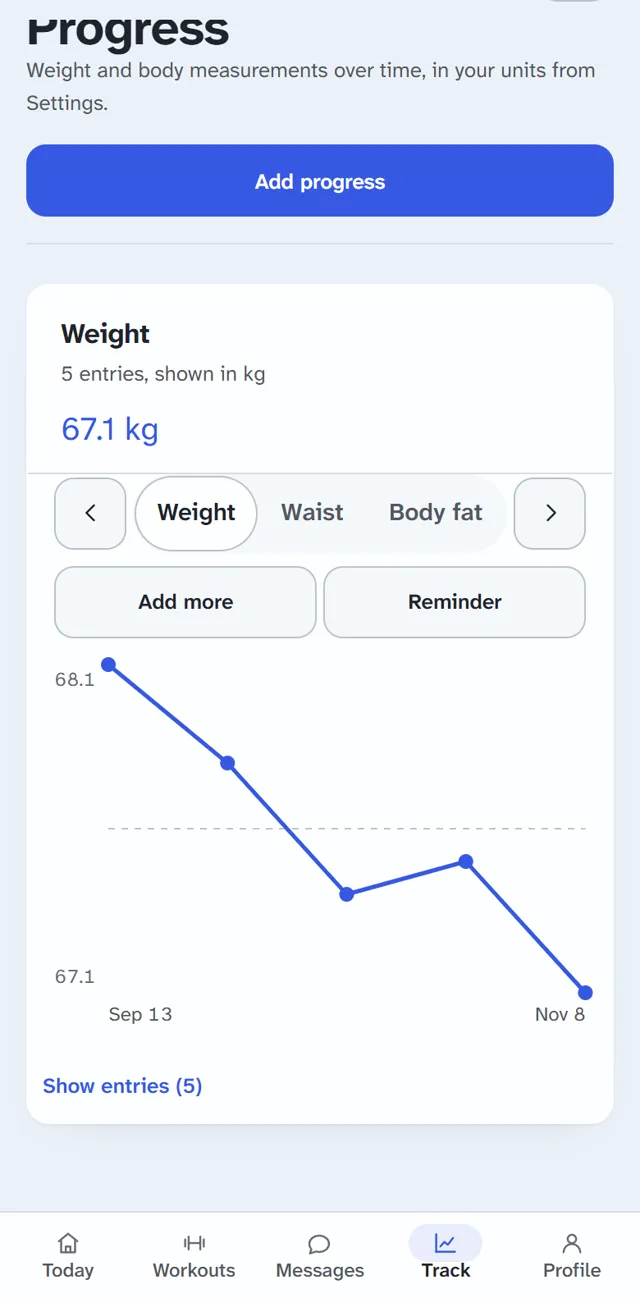 Progress
Weight and body measurements over time, in your units from
Settings.
Add progress
Weight
5 entries, shown in kg
67.1 kg
Weight Waist Body fat
Add more Reminder
68.1
67.1
Sep 13 Nov 8
Show entries (5)
Today Workouts Messages Track Profile